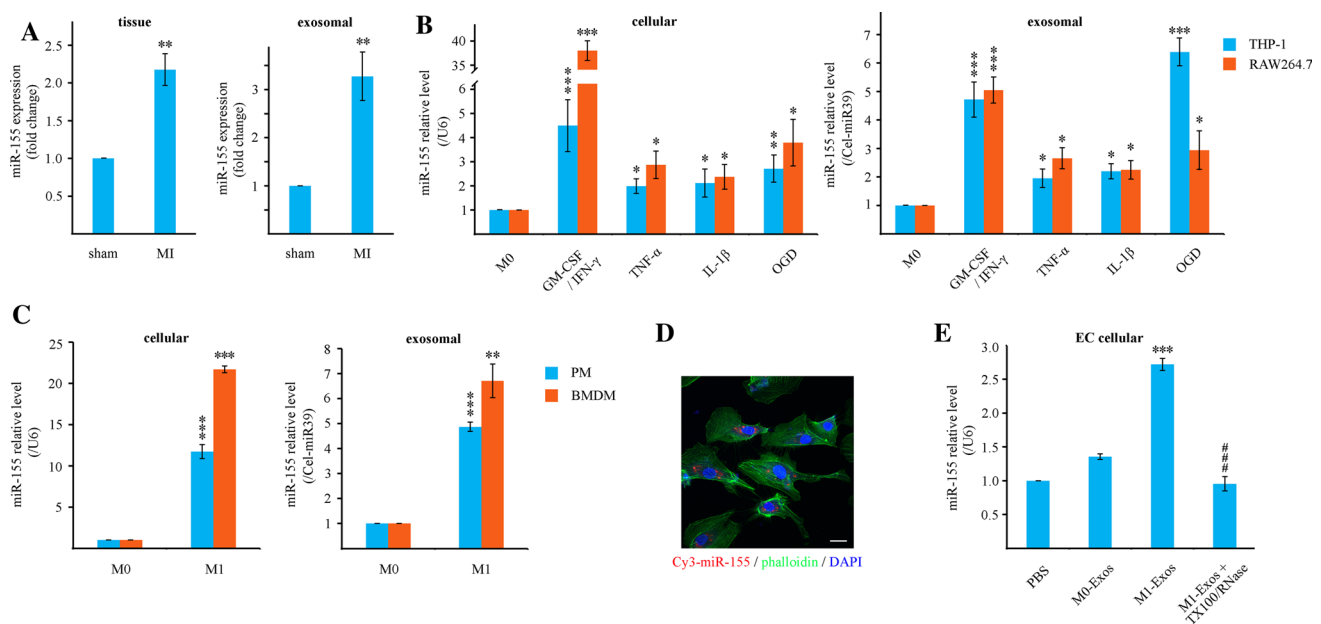 A
tissue
miR-155 expression
(fold change)
2.5
2.0
1.5
1.0
0.5
**
sham
MI
exosomal
miR-155 expression
(fold change)
4
3
2
1
**
sham
MI
B
cellular
miR-155 relative level
(/U6)
40
35
6
5
4
3
2
1
***
***
*
*
*
*
**
*
M0
GM-CSF
/ IFN-γ
TNF-α
IL-1β
OGD
exosomal
miR-155 relative level
(/Cel-miR39)
7
6
5
4
3
2
1
***
***
*
*
*
*
***
*
M0
GM-CSF
/ IFN-γ
TNF-α
IL-1β
OGD
THP-1
RAW264.7
C
cellular
miR-155 relative level
(/U6)
25
20
15
10
5
***
***
M0
M1
exosomal
miR-155 relative level
(/Cel-miR39)
8
7
6
5
4
3
2
1
***
**
M0
M1
PM
BMDM
D
Cy3-miR-155 / phalloidin / DAPI
E
EC cellular
miR-155 relative level
(/U6)
3.0
2.5
2.0
1.5
1.0
0.5
***
###
PBS
M0-Exos
M1-Exos
M1-Exos +
TX100/RNase